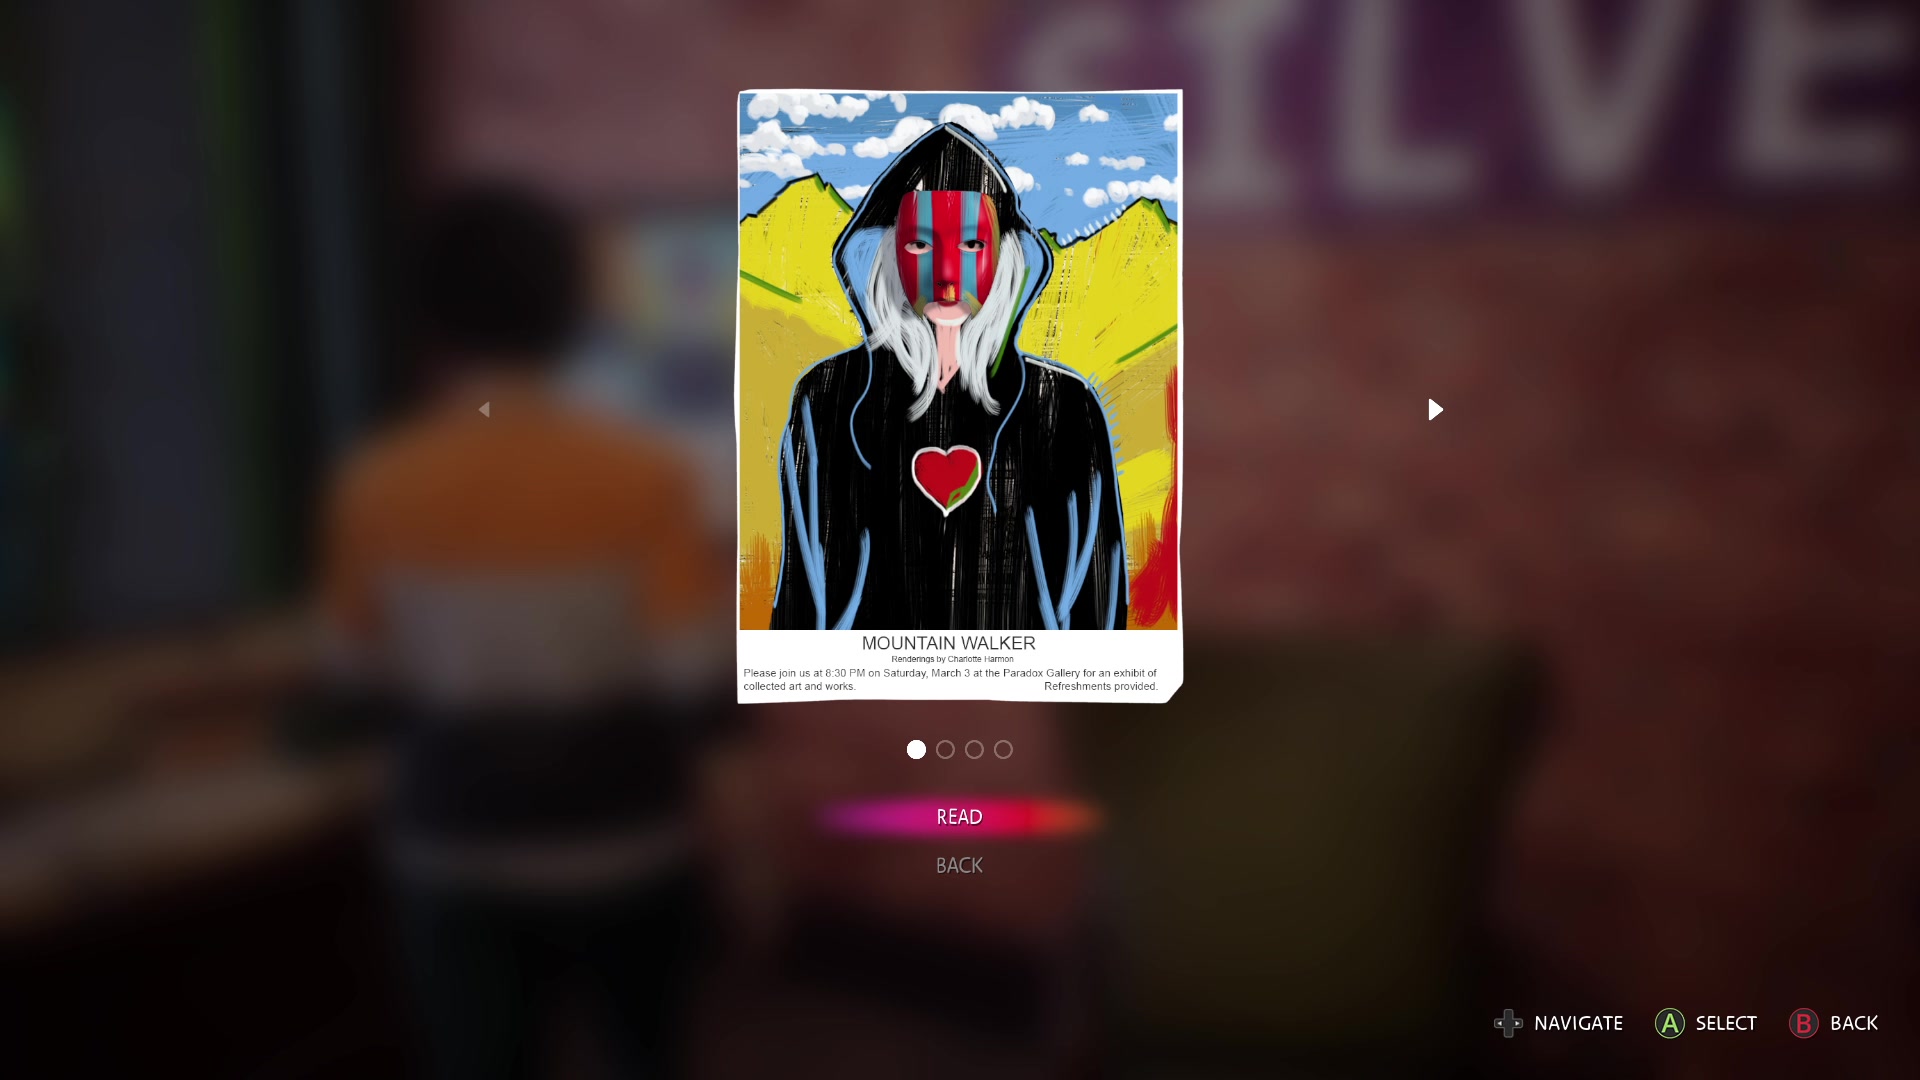 SILVE
MOUNTAIN WALKER
Renderings by Charlotte Harmon
Please join us at 8:30 PM on Saturday, March 3 at the Paradox Gallery for an exhibit of
collected art and works. Refreshments provided.
READ
BACK
NAVIGATE A SELECT B BACK